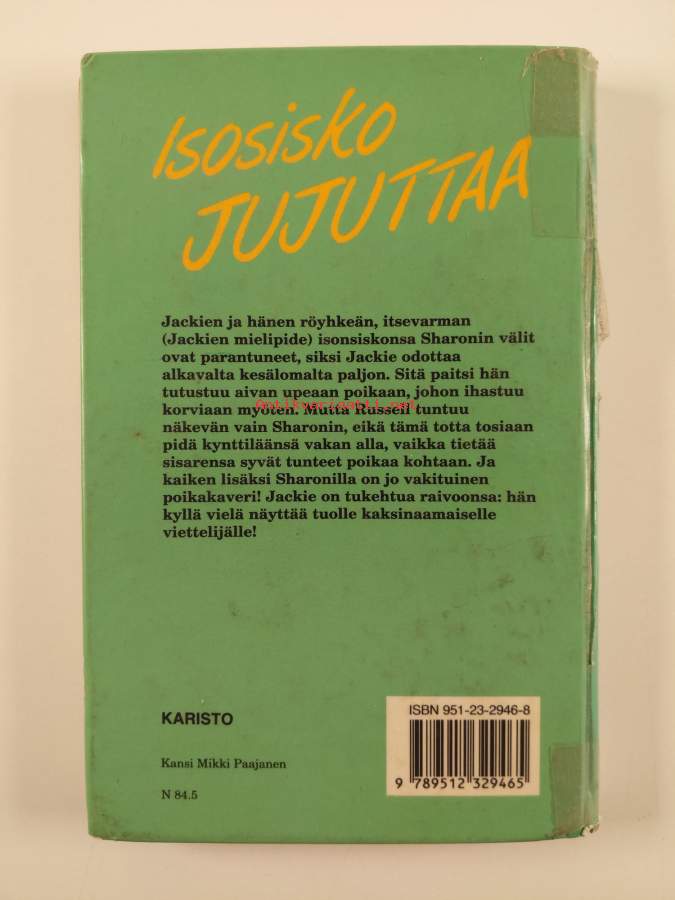 Isosisko
JUJUTTAA
Jackien ja hänen röyhkeän, itsevarman
(Jackien mielipide) isonsiskonsa Sharonin välit
ovat parantuneet, siksi Jackie odottaa
alkavalta kesälomalta paljon. Sitä paitsi hän
tutustuu aivan upeaan poikaan, johon ihastuu
korviaan myöten. Mutta Russell tuntuu
Antikvariaatti.net
näkevän vain Sharonin, eikä tämä totta tosiaan
pidä kynttiläänsä vakan alla, vaikka tietää
sisarensa syvät tunteet poikaa kohtaan. Ja
kaiken lisäksi Sharonilla on jo vakituinen
poikakaveri! Jackie on tukehtua raivoonsa: hän
kyllä vielä näyttää tuolle kaksinaamaiselle
viettelijälle!
KARISTO
Kansi Mikki Paajanen
N 84.5
ISBN 951-23-2946-8
9 789512 329465